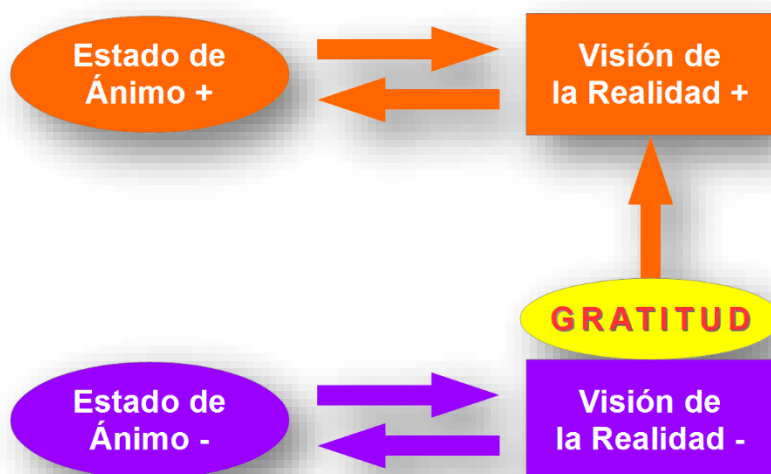 Estado de
Ánimo +
Visión de
la Realidad +
GRATITUD
Estado de
Ánimo -
Visión de
la Realidad -